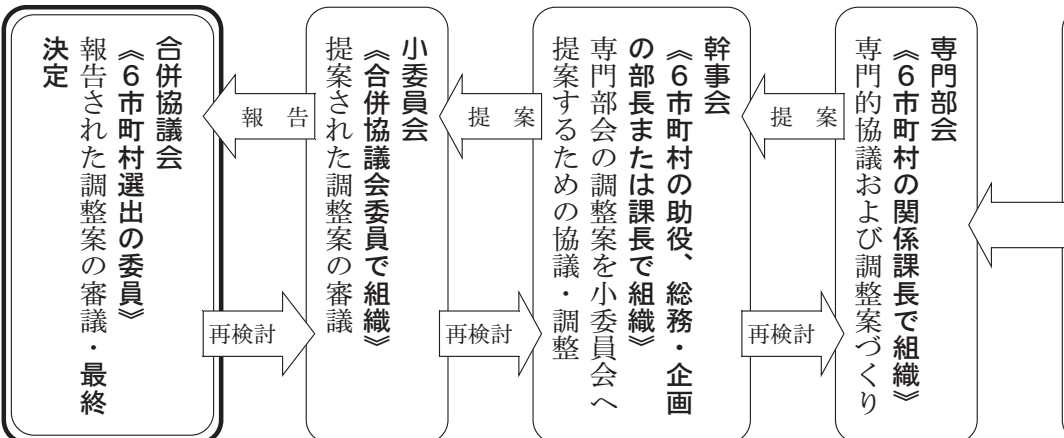 専門部会
《６市町村の関係課長で組織》
専門的協議および調整案づくり
提案
再検討
幹事会
《６市町村の助役、総務・企画
の部長または課長で組織》
専門部会の調整案を小委員会へ
提案するための協議・調整
提案
再検討
小委員会
《合併協議会委員で組織》
提案された調整案の審議
報告
再検討
合併協議会
《６市町村選出の委員》
報告された調整案の審議・最終
決定